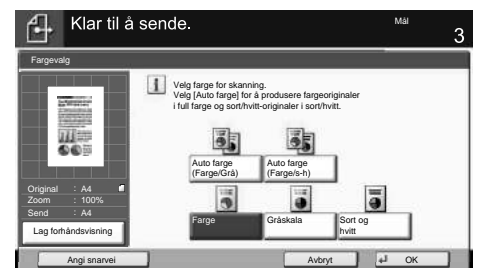 Klar til å sende.
Mål
3
Fargevalg
Velg farge for skanning.
Velg [Auto farge] for å produsere fargeoriginaler
i full farge og sort/hvitt-originaler i sort/hvitt.
Auto farge
(Farge/Grå)
Auto farge
(Farge/s-h)
Original : A4
Zoom : 100%
Send : A4
Farge
Gråskala
Sort og
hvitt
Lag forhåndsvisning
Angi snarvei
Avbryt
OK